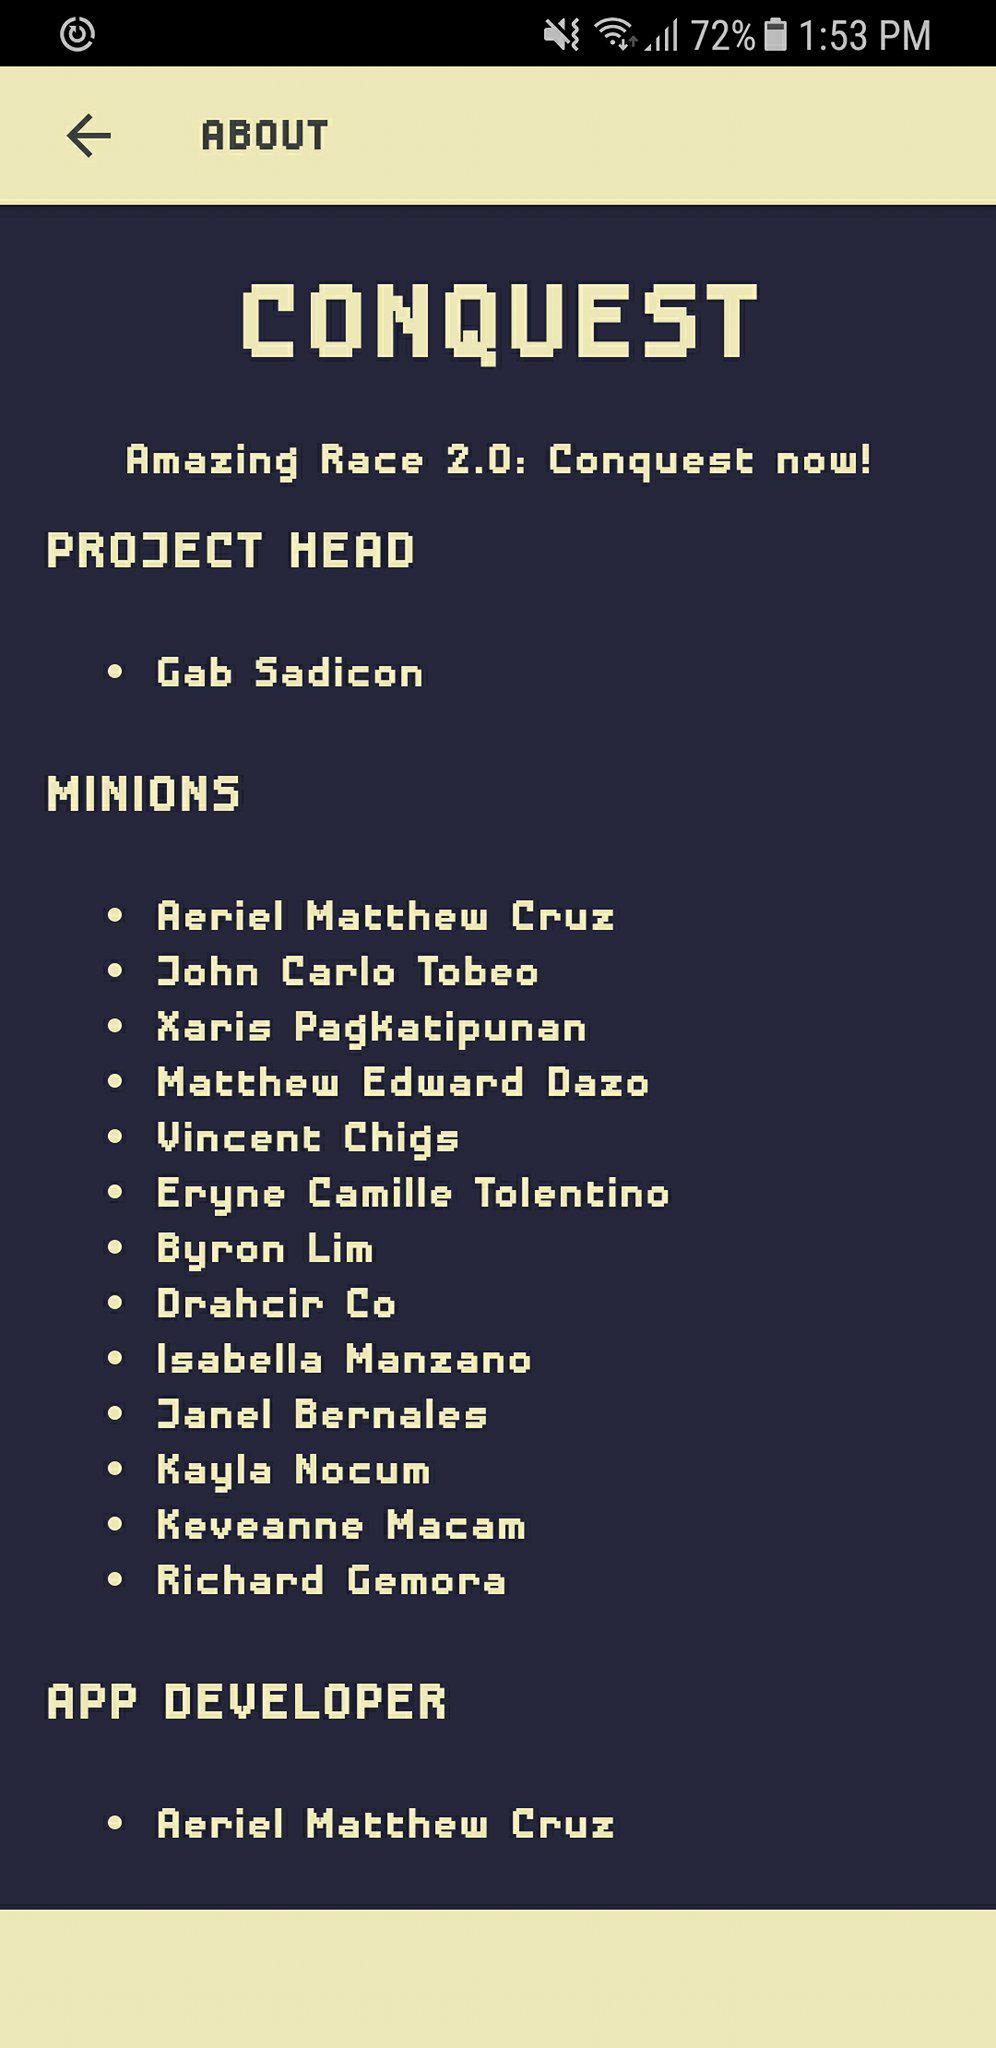 72% 1:53 PM
ABOUT
CONQUEST
Amazing Race 2.0: Conquest now!
PROJECT HEAD
• Gab Sadicon
MINIONS
• Aeriel Matthew Cruz
• John Carlo Tobeo
• Xaris Pagkatipunan
• Matthew Edward Dazo
• Vincent Chigs
• Eryne Camille Tolentino
• Byron Lim
• Drahcir Co
• Isabella Manzano
• Janel Bernales
• Kayla Nocum
• Keveanne Macam
• Richard Gemora
APP DEVELOPER
• Aeriel Matthew Cruz